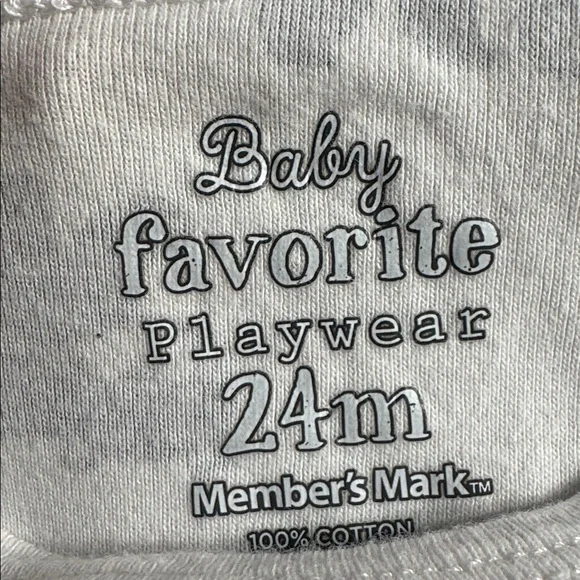 Baby
favorite
Playwear
24m
Member's Mark™
100% COTTON